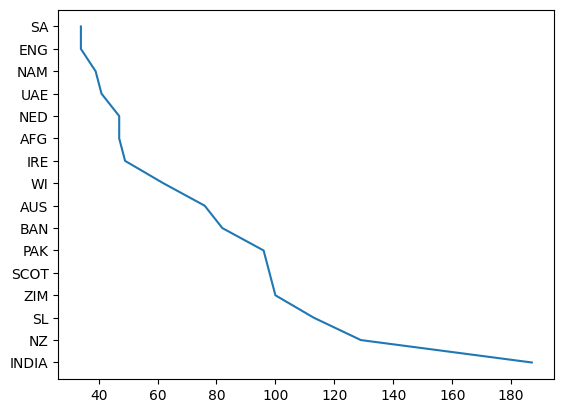 SA
ENG
NAM
UAE
NED
AFG
IRE
WI
AUS
BAN
PAK
SCOT
ZIM
SL
NZ
INDIA
40 60 80 100 120 140 160 180